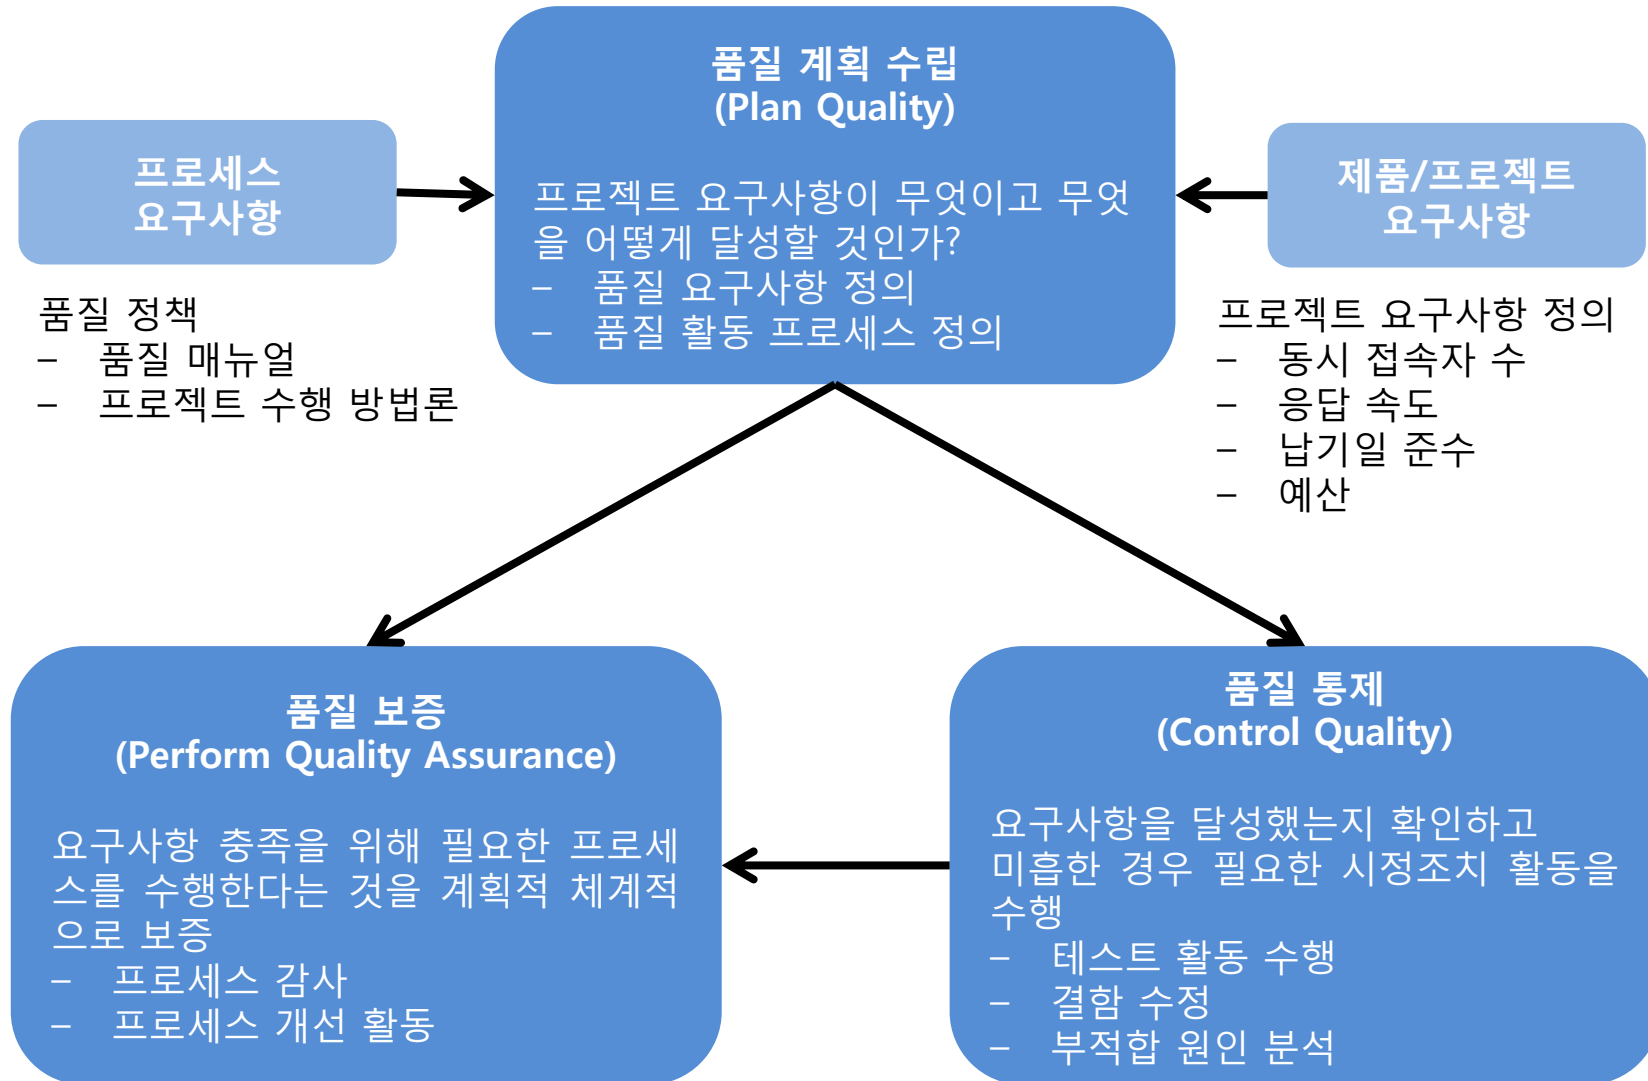 품질 계획 수립
(Plan Quality)
프로젝트 요구사항이 무엇이고 무엇
을 어떻게 달성할 것인가?
– 품질 요구사항 정의
– 품질 활동 프로세스 정의
프로세스
요구사항
품질 정책
– 품질 매뉴얼
– 프로젝트 수행 방법론
제품/프로젝트
요구사항
프로젝트 요구사항 정의
– 동시 접속자 수
– 응답 속도
– 납기일 준수
– 예산
품질 보증
(Perform Quality Assurance)
요구사항 충족을 위해 필요한 프로세
스를 수행한다는 것을 계획적 체계적
으로 보증
– 프로세스 감사
– 프로세스 개선 활동
품질 통제
(Control Quality)
요구사항을 달성했는지 확인하고
미흡한 경우 필요한 시정조치 활동을
수행
– 테스트 활동 수행
– 결함 수정
– 부적합 원인 분석